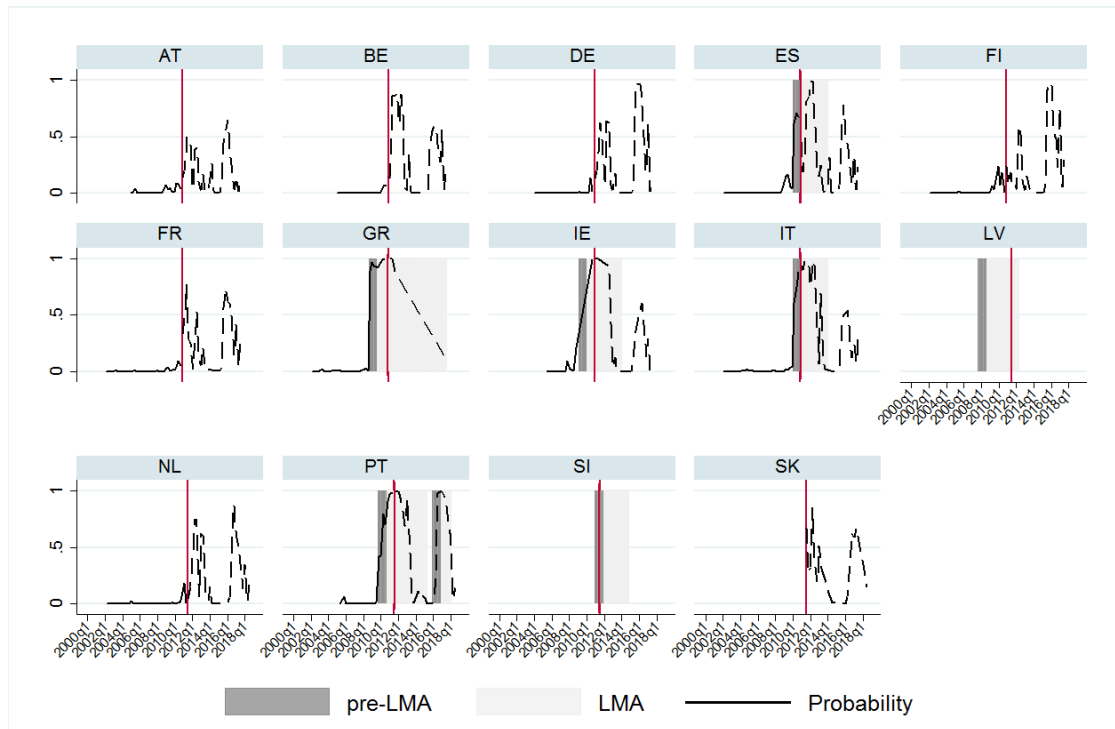 AT BE DE ES FI
1
.5
0
FR GR IE IT LV
1
.5
0
2000q1 2002q1 2004q1 2006q1 2008q1 2010q1 2012q1 2014q1 2016q1 2018q1
NL PT SI SK
1
.5
0
2000q1 2002q1 2004q1 2006q1 2008q1 2010q1 2012q1 2014q1 2016q1 2018q1 2000q1 2002q1 2004q1 2006q1 2008q1 2010q1 2012q1 2014q1 2016q1 2018q1 2000q1 2002q1 2004q1 2006q1 2008q1 2010q1 2012q1 2014q1 2016q1 2018q1 2000q1 2002q1 2004q1 2006q1 2008q1 2010q1 2012q1 2014q1 2016q1 2018q1
pre-LMA LMA Probability